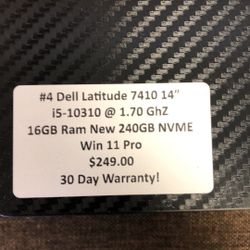 #4 Dell Latitude 7410 14”
i5-10310 @ 1.70 GhZ
16GB Ram New 240GB NVME
Win 11 Pro
$249.00
30 Day Warranty!